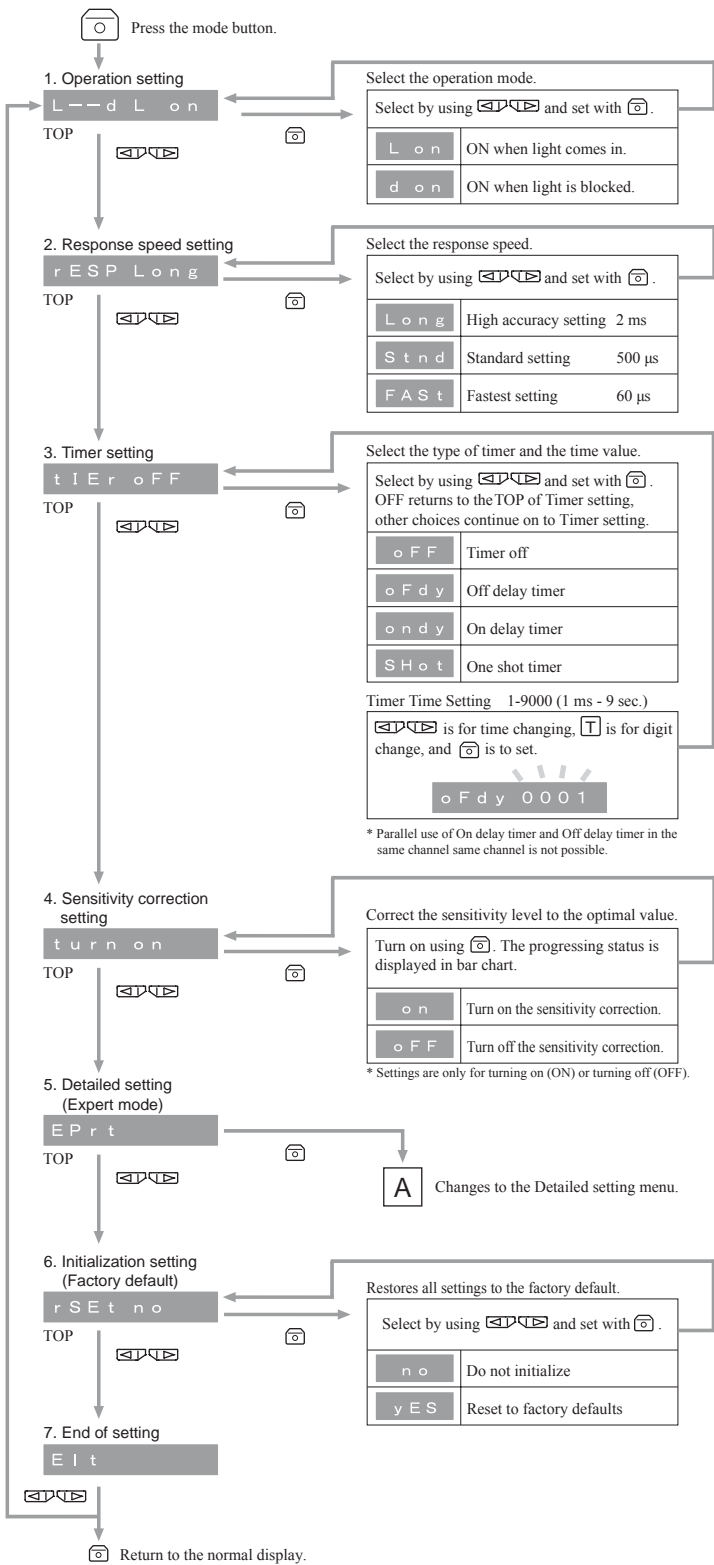 Press the mode button.
1. Operation setting
L--d L on
TOP
Select the operation mode.
Select by using and set with .
L on ON when light comes in.
d on ON when light is blocked.
2. Response speed setting
rESP Long
TOP
Select the response speed.
Select by using and set with .
Long High accuracy setting 2 ms
Stnd Standard setting 500 μs
FASt Fastest setting 60 μs
3. Timer setting
tIEr oFF
TOP
Select the type of timer and the time value.
Select by using and set with .
OFF returns to the TOP of Timer setting,
other choices continue on to Timer setting.
oFF Timer off
oFdy Off delay timer
ondy On delay timer
SHot One shot timer
Timer Time Setting 1-9000 (1 ms - 9 sec.)
is for time changing, T is for digit
change, and is to set.
oFdy 0001
* Parallel use of On delay timer and Off delay timer in the
same channel same channel is not possible.
4. Sensitivity correction
setting
turn on
TOP
Correct the sensitivity level to the optimal value.
Turn on using . The progressing status is
displayed in bar chart.
on Turn on the sensitivity correction.
oFF Turn off the sensitivity correction.
* Settings are only for turning on (ON) or turning off (OFF).
5. Detailed setting
(Expert mode)
EPrt
TOP
A Changes to the Detailed setting menu.
6. Initialization setting
(Factory default)
rSEt no
TOP
Restores all settings to the factory default.
Select by using and set with .
no Do not initialize
yES Reset to factory defaults
7. End of setting
EIt
Return to the normal display.